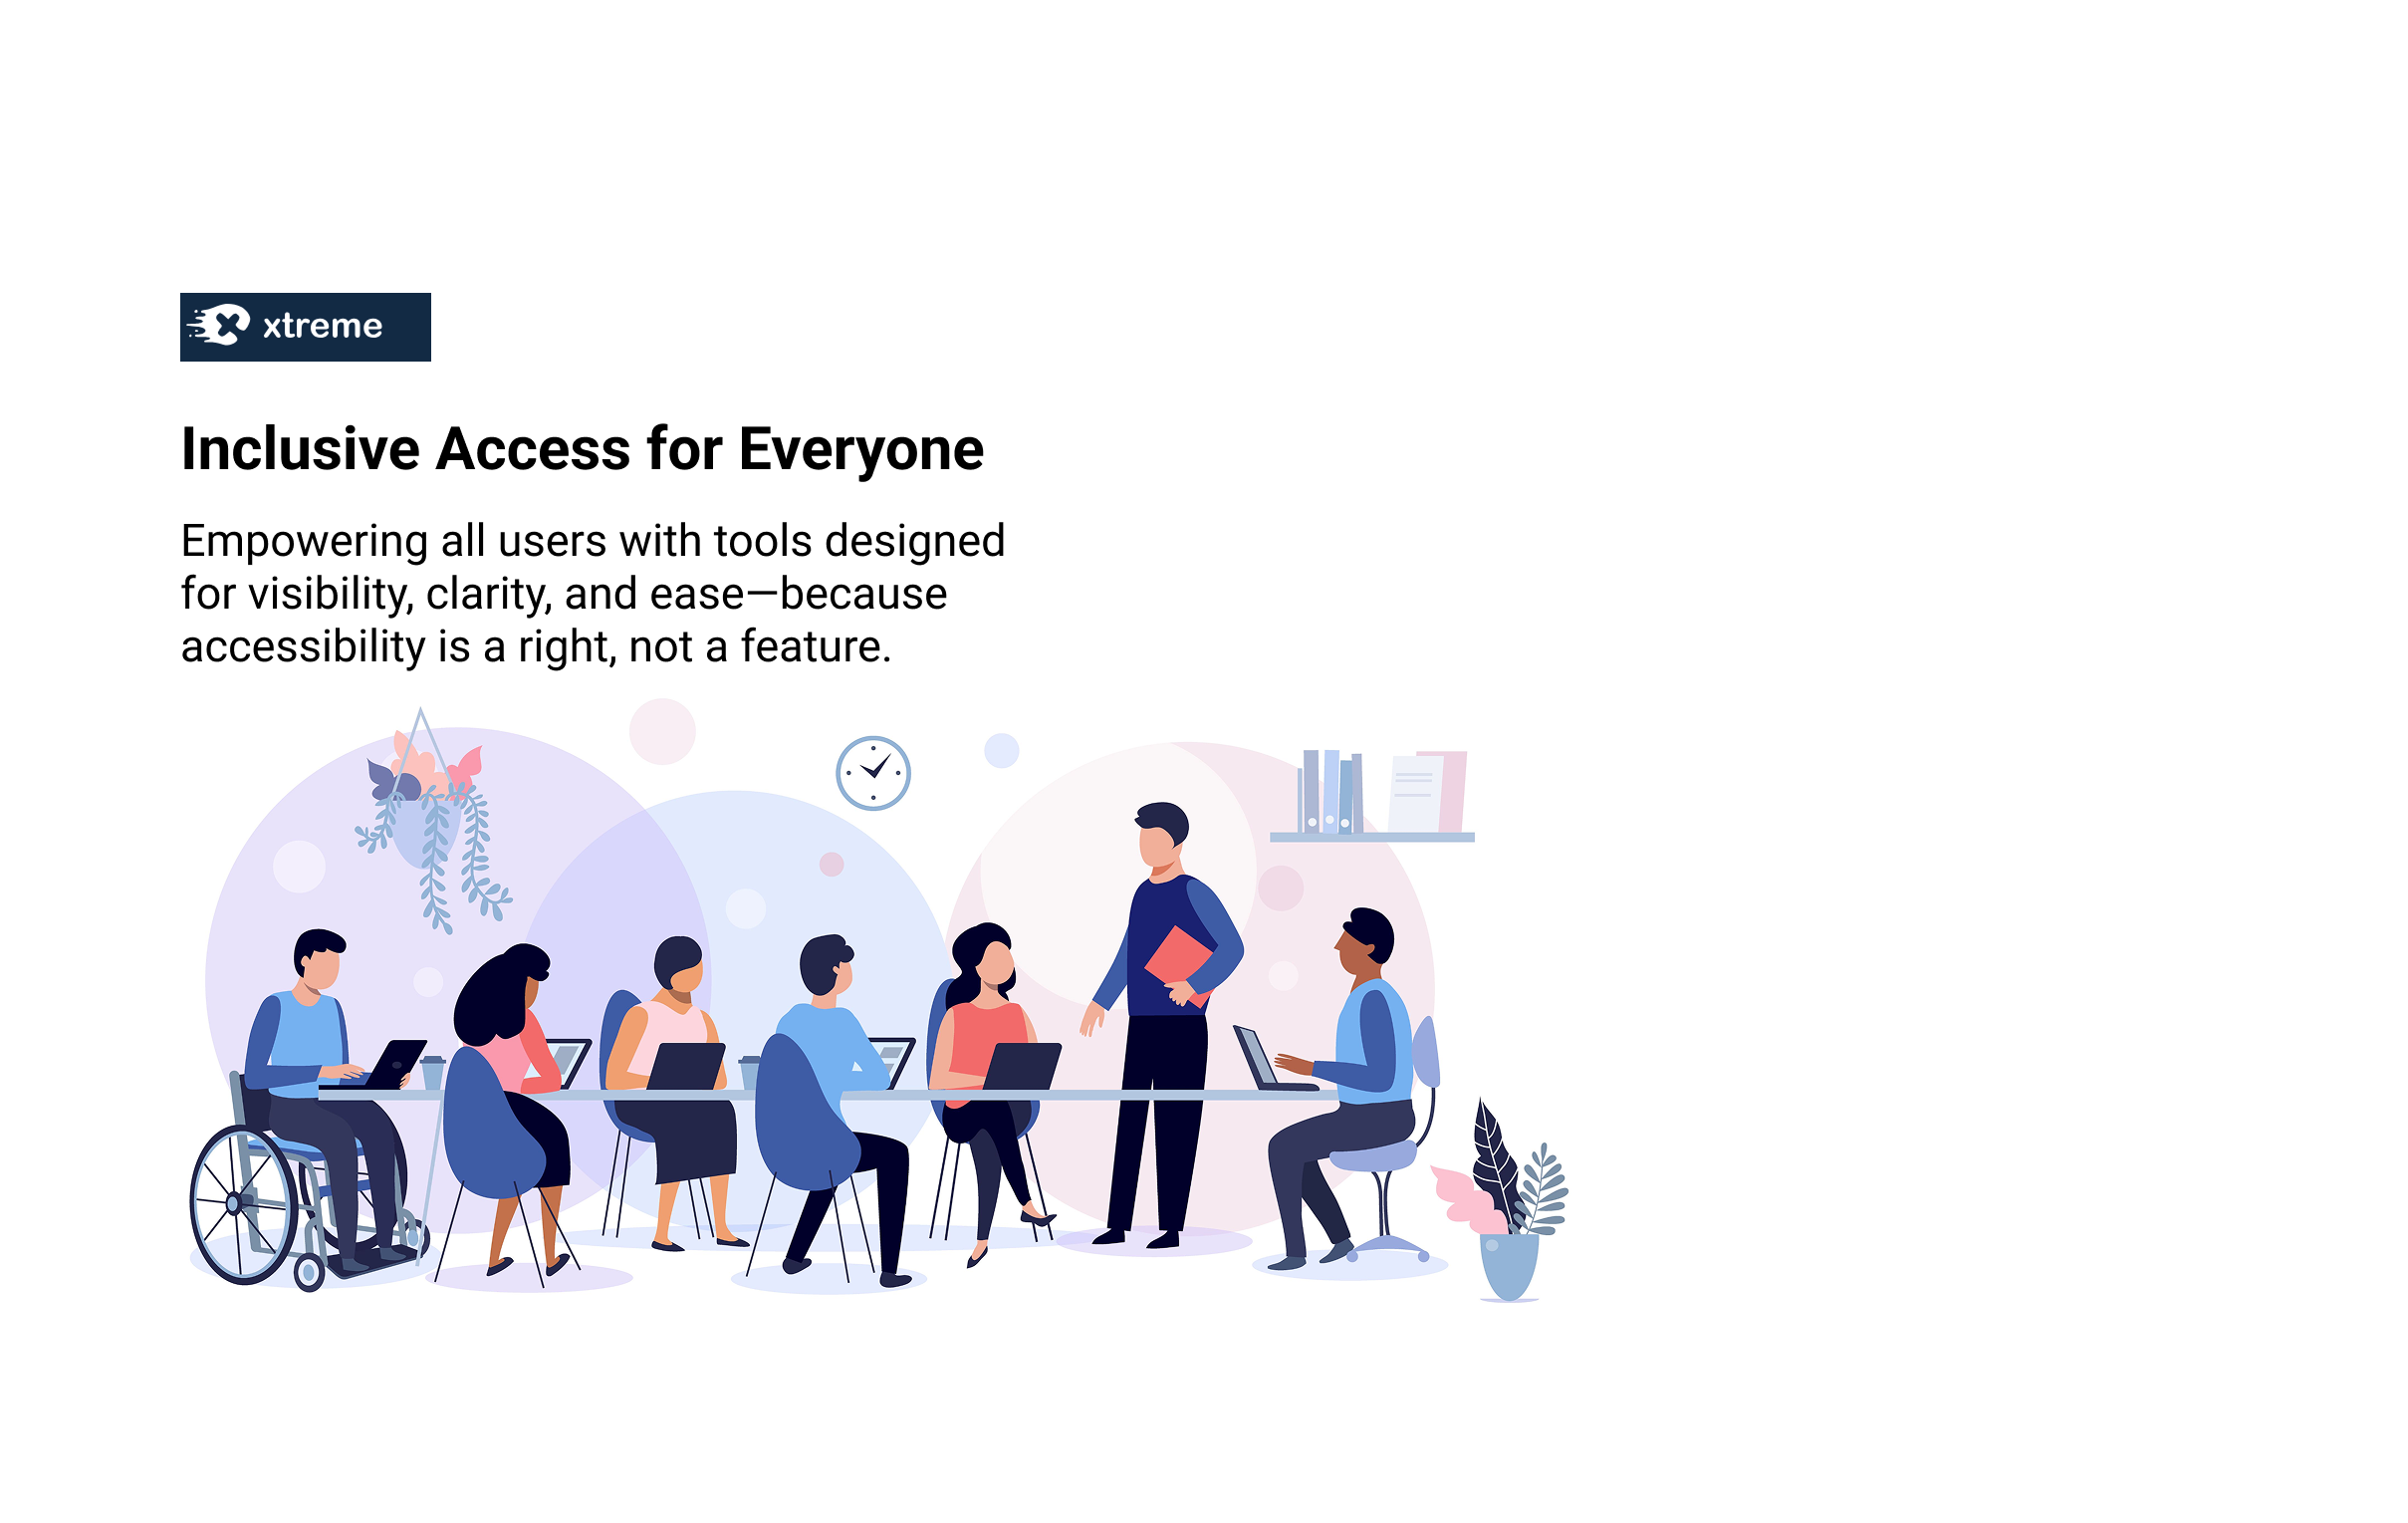 xtreme
Inclusive Access for Everyone
Empowering all users with tools designed
for visibility, clarity, and ease—because
accessibility is a right, not a feature.